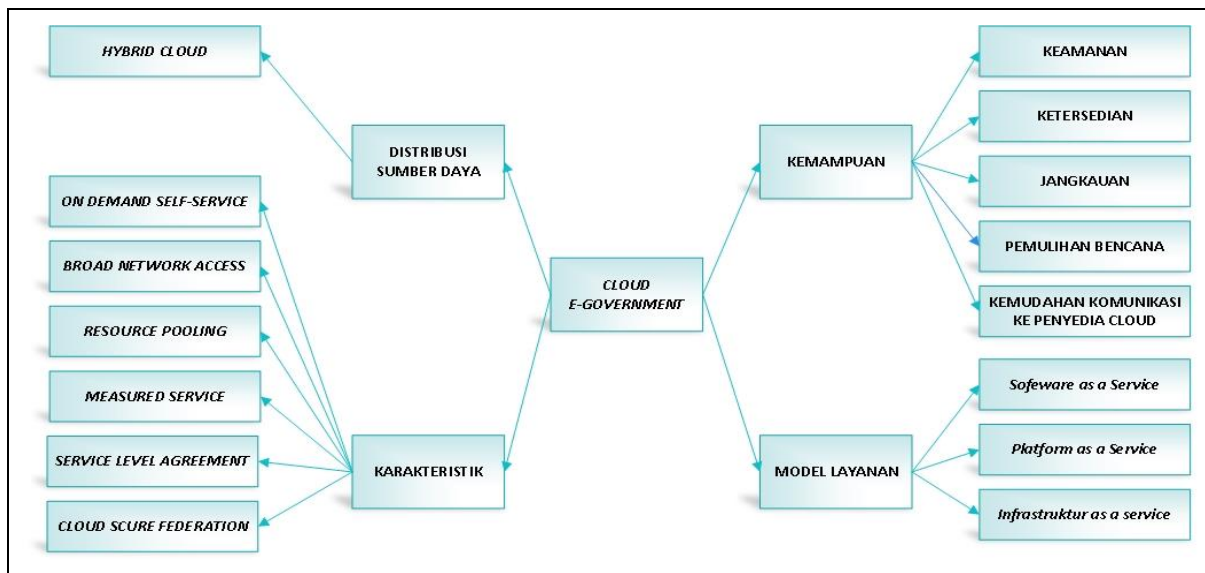 HYBRID CLOUD
DISTRIBUSI
SUMBER DAYA
ON DEMAND SELF-SERVICE
BROAD NETWORK ACCESS
RESOURCE POOLING
MEASURED SERVICE
SERVICE LEVEL AGREEMENT
CLOUD SCURE FEDERATION
KARAKTERISTIK
CLOUD
E-GOVERNMENT
KEMAMPUAN
KEAMANAN
KETERSEDIAN
JANGKAUAN
PEMULIHAN BENCANA
KEMUDAHAN KOMUNIKASI
KE PENYEDIA CLOUD
MODEL LAYANAN
Sofeware as a Service
Platform as a Service
Infrastruktur as a service